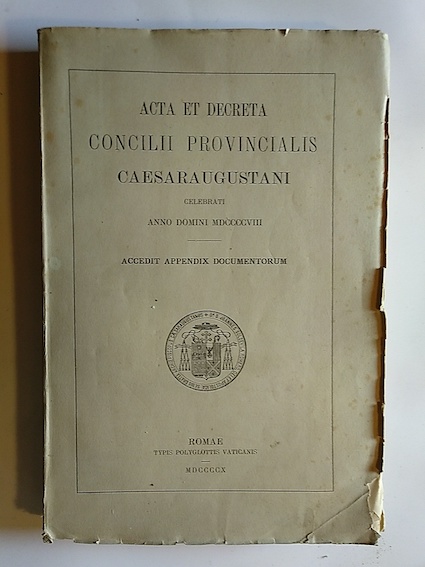 ACTA ET DECRETA
CONCILII PROVINCIALIS
CAESARAUGUSTANI
CELEBRATI
ANNO DOMINI MDCCCCVIII
ACCEDIT APPENDIX DOCUMENTORUM
ROMAE
TYPIS POLYGLOTTIS VATICANIS
MDCCCCX